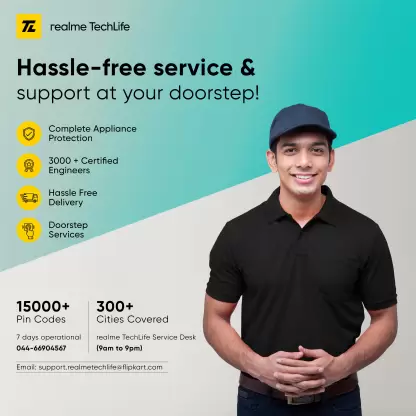 TL realme TechLife
Hassle-free service &
support at your doorstep!
Complete Appliance
Protection
3000 + Certified
Engineers
Hassle Free
Delivery
Doorstep
Services
15000+
Pin Codes
7 days operational
044-66904567
300+
Cities Covered
realme TechLife Service Desk
(9am to 9pm)
Email: support.realmetechlife@flipkart.com